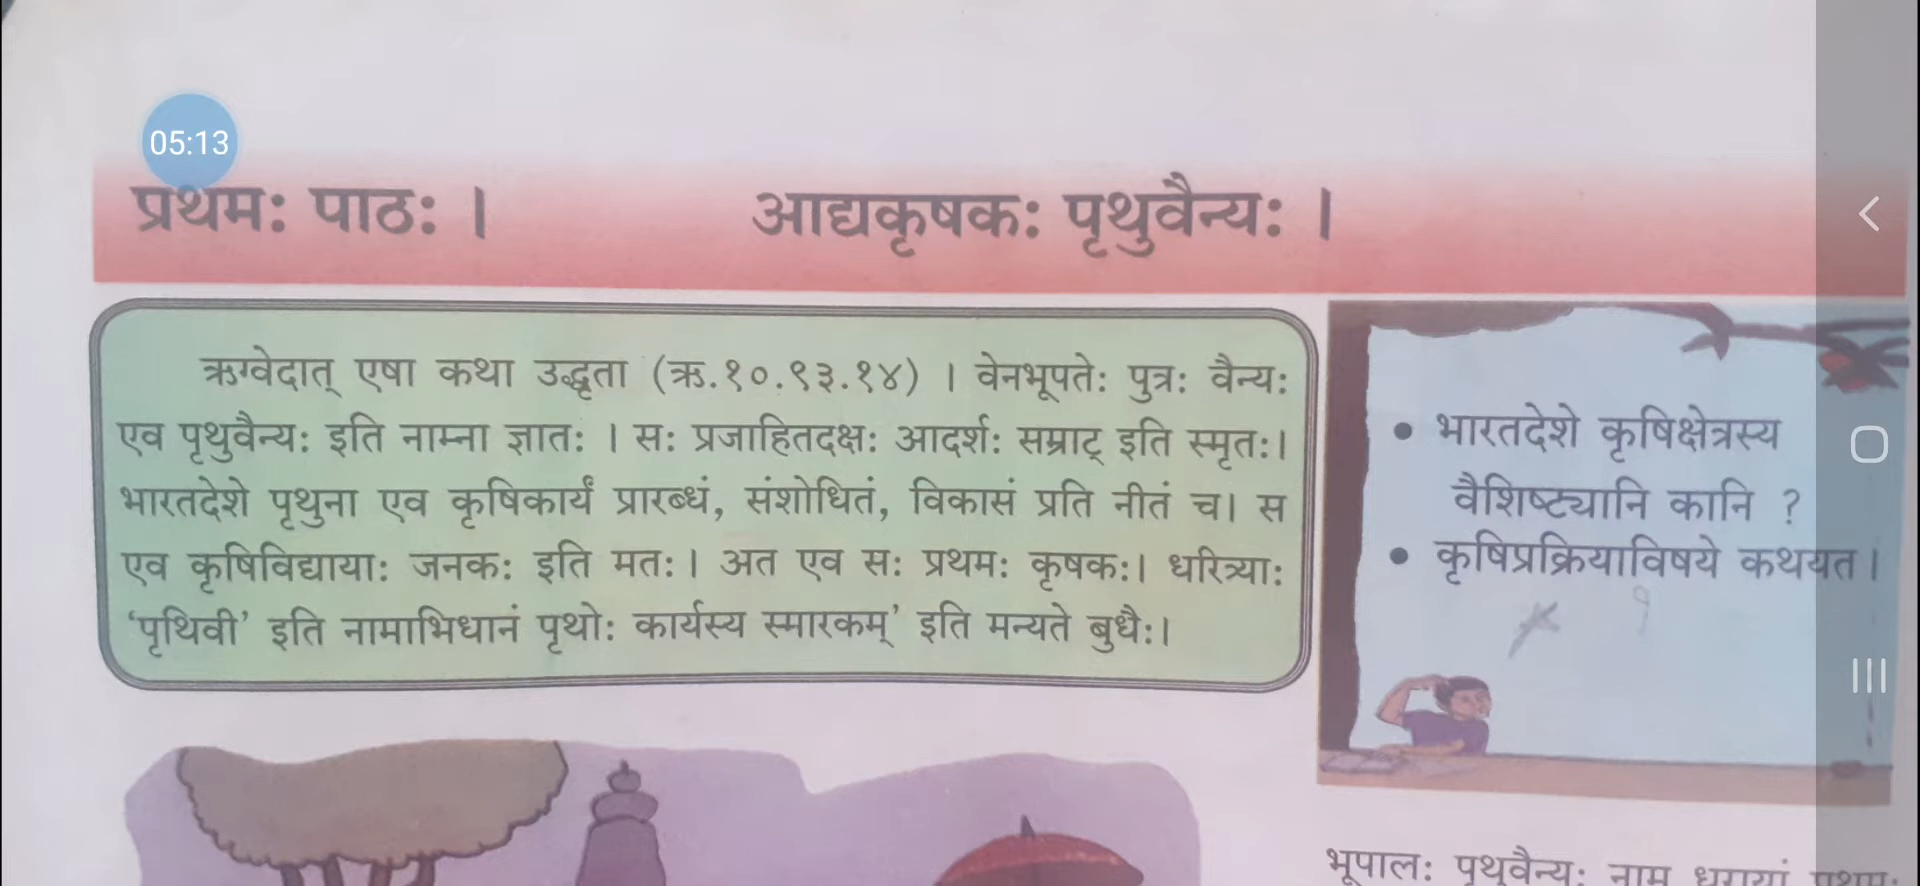 05:13
प्रथमः पाठः । आद्यकृषकः पृथुवैन्यः ।
ऋग्वेदात् एषा कथा उद्धृता (ऋ.१०.९३.१४) । वेनभूपतेः पुत्रः वैन्यः
एव पृथुवैन्यः इति नाम्ना ज्ञातः । सः प्रजाहितदक्षः आदर्शः सम्राट् इति स्मृतः।
भारतदेशे पृथुना एव कृषिकार्यं प्रारब्धं, संशोधितं, विकासं प्रति नीतं च। स
एव कृषिविद्यायाः जनकः इति मतः। अत एव सः प्रथमः कृषकः। धरित्र्याः
‘पृथिवी’ इति नामाभिधानं पृथोः कार्यस्य स्मारकम्’ इति मन्यते बुधैः।
• भारतदेशे कृषिक्षेत्रस्य
वैशिष्ट्यानि कानि ?
• कृषिप्रक्रियाविषये कथयत।
भूपालः पृथुवैन्यः नाम धरायां